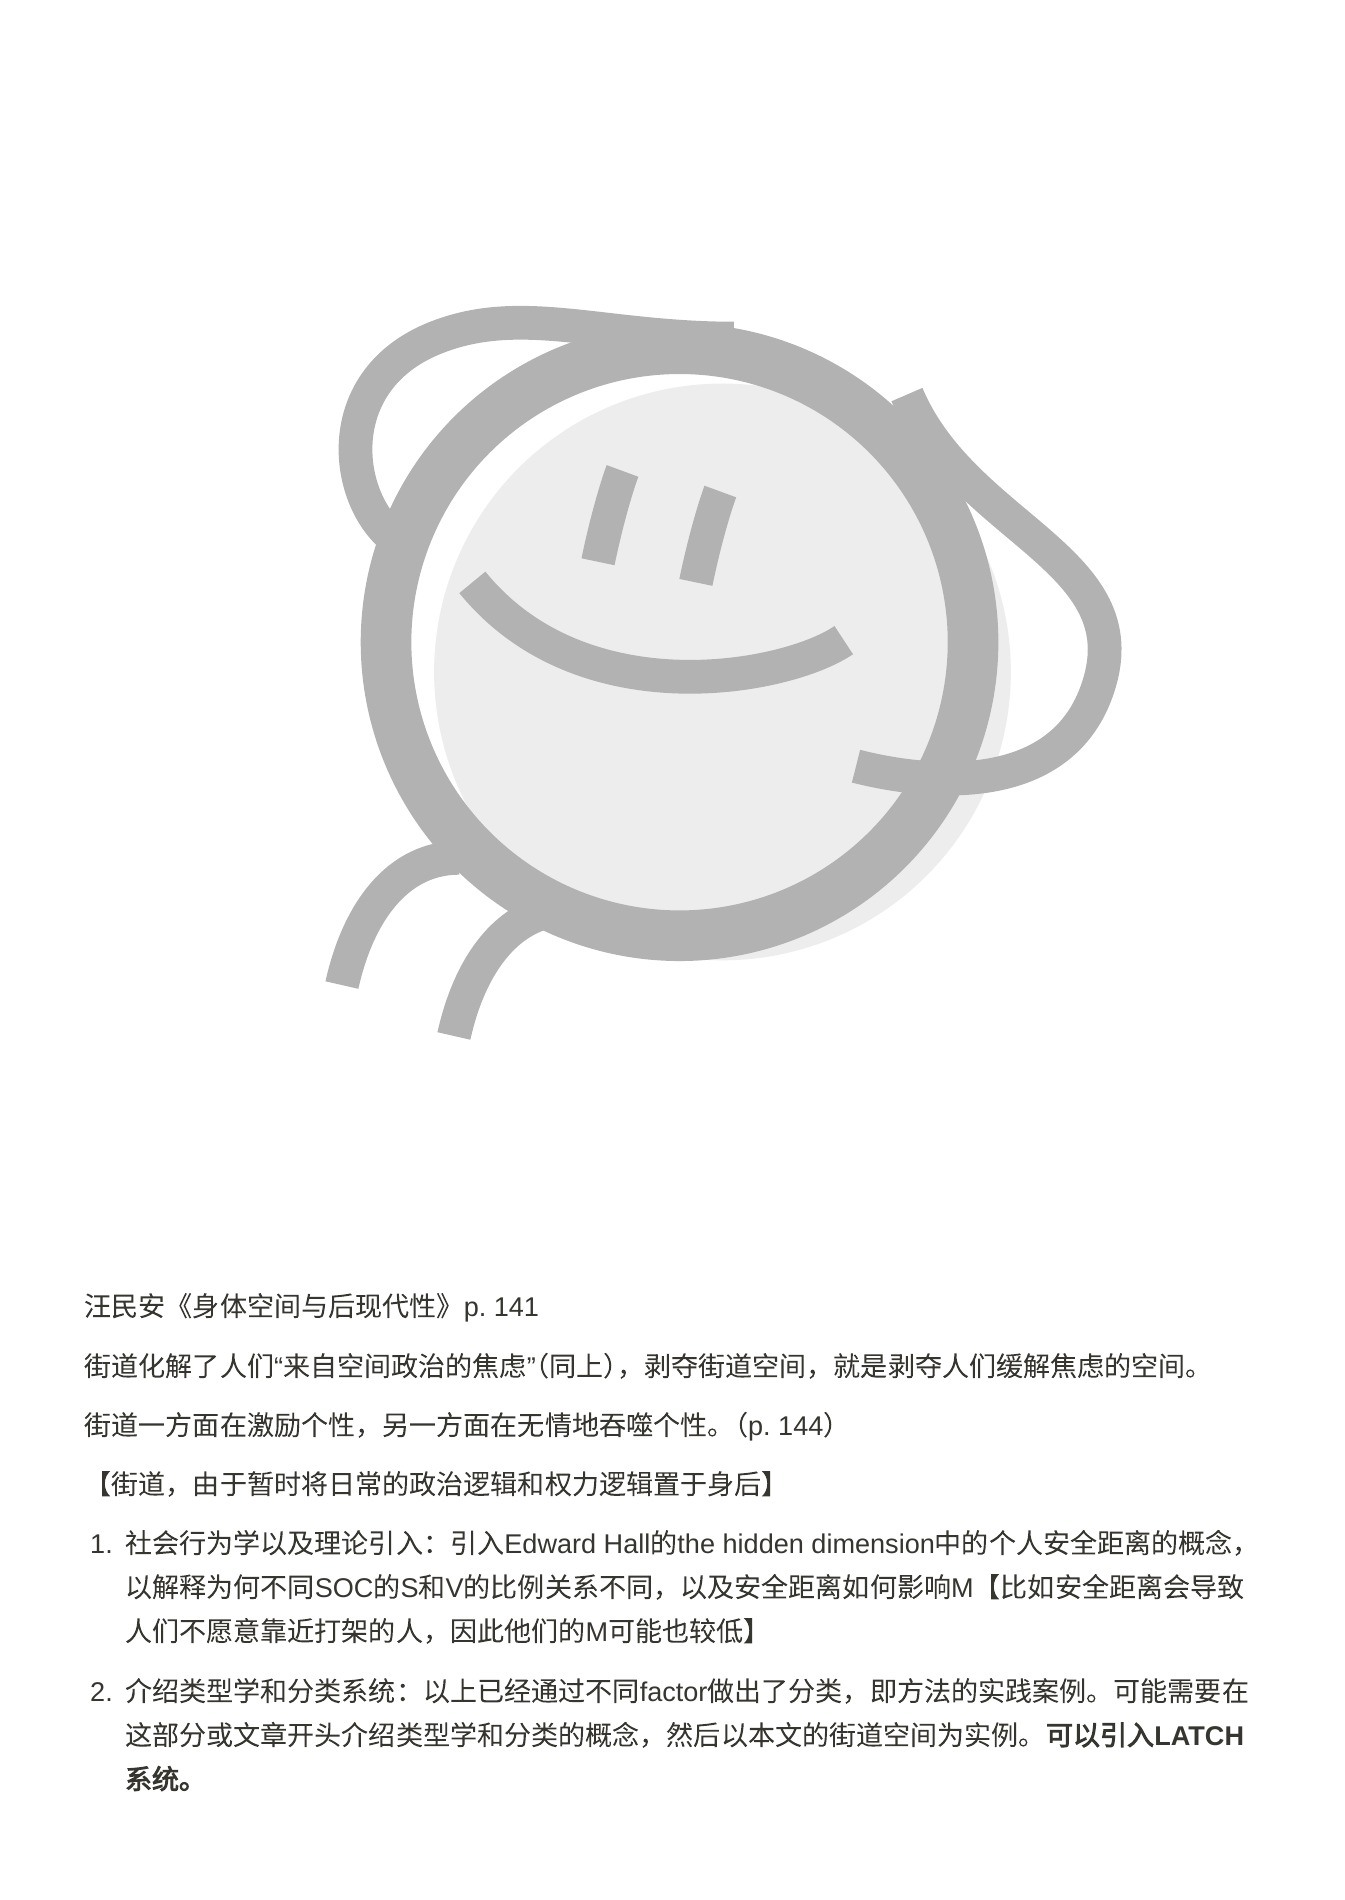 汪民安《身体空间与后现代性》p. 141
街道化解了人们“来自空间政治的焦虑”（同上），剥夺街道空间，就是剥夺人们缓解焦虑的空间。
街道一方面在激励个性，另一方面在无情地吞噬个性。（p. 144）
【街道，由于暂时将日常的政治逻辑和权力逻辑置于身后】
1. 社会行为学以及理论引入：引入Edward Hall的the hidden dimension中的个人安全距离的概念，
以解释为何不同SOC的S和V的比例关系不同，以及安全距离如何影响M【比如安全距离会导致
人们不愿意靠近打架的人，因此他们的M可能也较低】
2. 介绍类型学和分类系统：以上已经通过不同factor做出了分类，即方法的实践案例。可能需要在
这部分或文章开头介绍类型学和分类的概念，然后以本文的街道空间为实例。可以引入LATCH
系统。